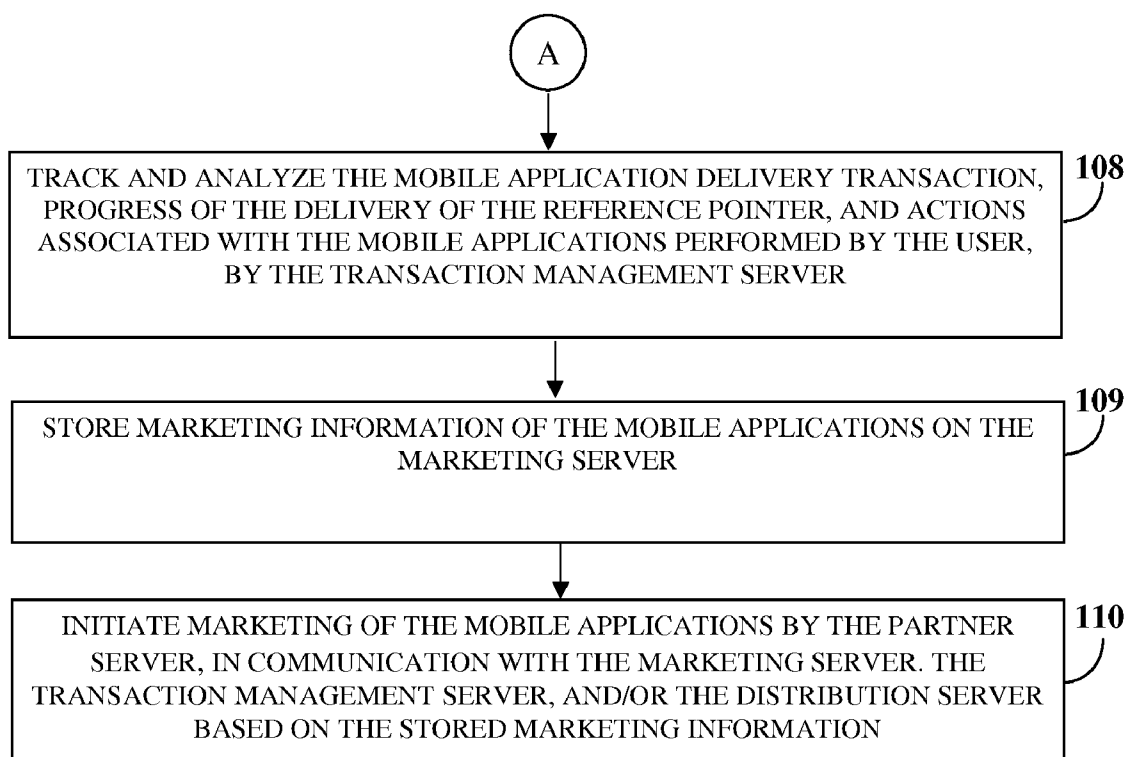 A
108
TRACK AND ANALYZE THE MOBILE APPLICATION DELIVERY TRANSACTION,
PROGRESS OF THE DELIVERY OF THE REFERENCE POINTER, AND ACTIONS
ASSOCIATED WITH THE MOBILE APPLICATIONS PERFORMED BY THE USER,
BY THE TRANSACTION MANAGEMENT SERVER
109
STORE MARKETING INFORMATION OF THE MOBILE APPLICATIONS ON THE
MARKETING SERVER
110
INITIATE MARKETING OF THE MOBILE APPLICATIONS BY THE PARTNER
SERVER, IN COMMUNICATION WITH THE MARKETING SERVER. THE
TRANSACTION MANAGEMENT SERVER, AND/OR THE DISTRIBUTION SERVER
BASED ON THE STORED MARKETING INFORMATION